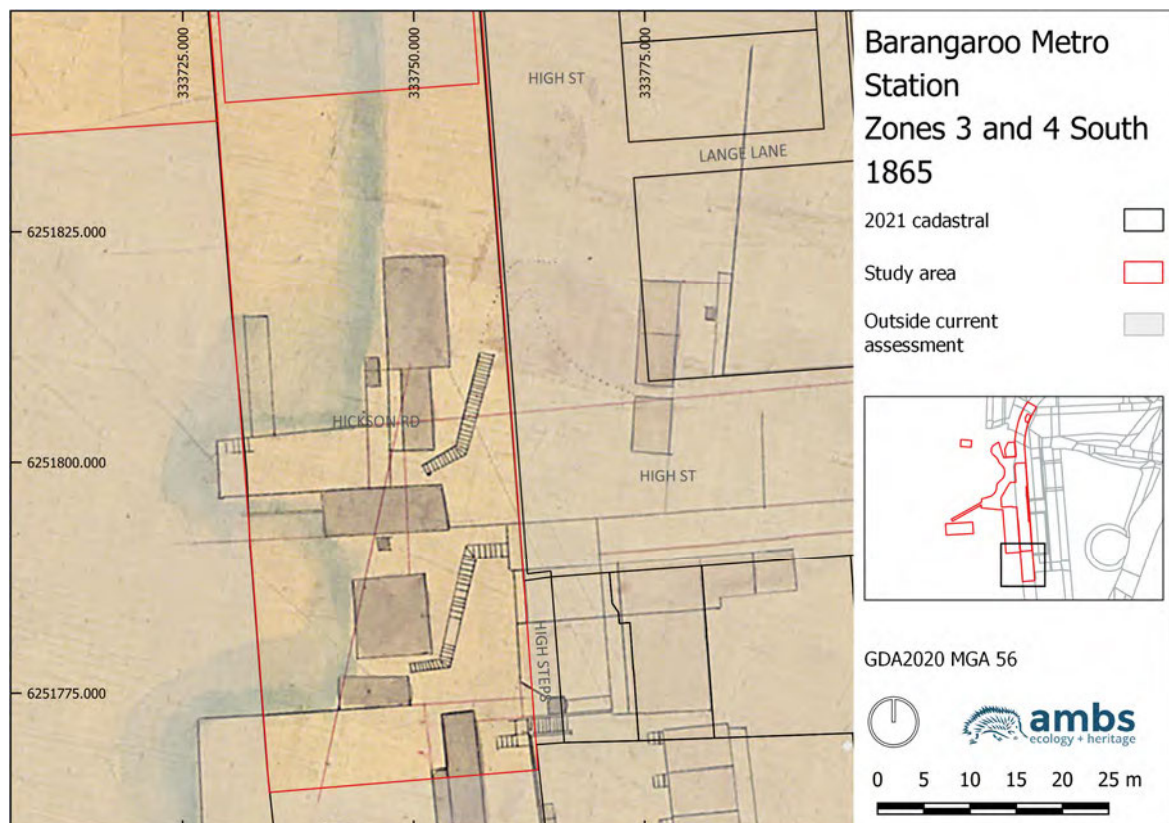 333725.000
333750.000
333775.000
HIGH ST
LANGE LANE
6251825.000
HICKSON RD
6251800.000
HIGH ST
HIGH STEPS
6251775.000
Barangaroo Metro
Station
Zones 3 and 4 South
1865
2021 cadastral
Study area
Outside current
assessment
GDA2020 MGA 56
ambs
ecology + heritage
0 5 10 15 20 25 m